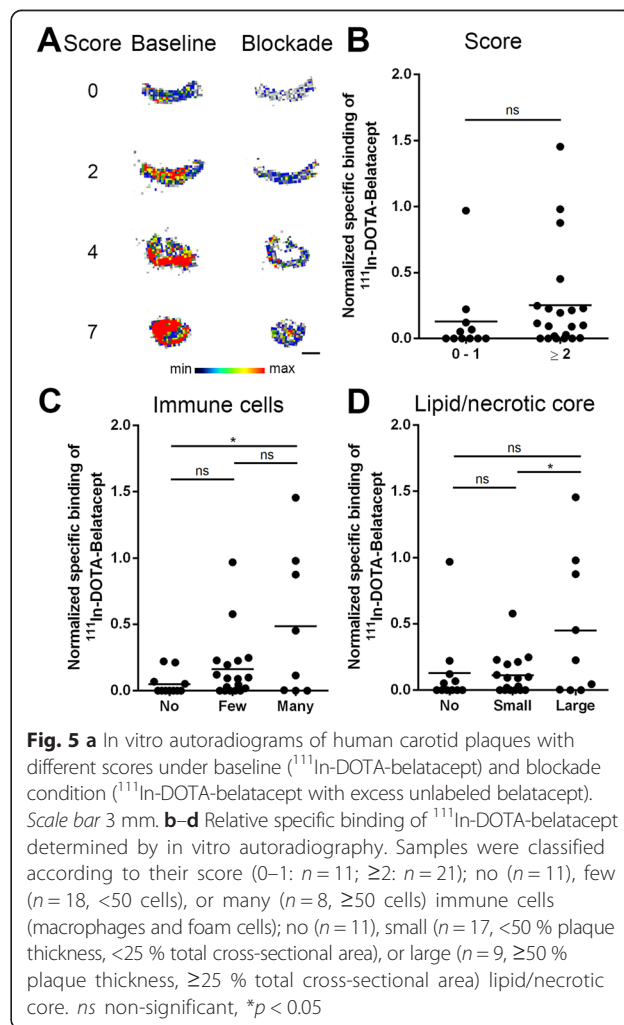 A Score Baseline Blockade
0
2
4
7
min max
B Score
Normalized specific binding of
¹¹¹In-DOTA-Belatacept
2.0
1.5
1.0
0.5
0.0
ns
0 - 1 ≥ 2
C Immune cells
Normalized specific binding of
¹¹¹In-DOTA-Belatacept
2.0
1.5
1.0
0.5
0.0
*
ns ns
No Few Many
D Lipid/necrotic core
Normalized specific binding of
¹¹¹In-DOTA-Belatacept
2.0
1.5
1.0
0.5
0.0
ns
ns *
No Small Large
Fig. 5 a In vitro autoradiograms of human carotid plaques with
different scores under baseline (¹¹¹In-DOTA-belatacept) and blockade
condition (¹¹¹In-DOTA-belatacept with excess unlabeled belatacept).
Scale bar 3 mm. b–d Relative specific binding of ¹¹¹In-DOTA-belatacept
determined by in vitro autoradiography. Samples were classified
according to their score (0–1: n = 11; ≥2: n = 21); no (n = 11), few
(n = 18, <50 cells), or many (n = 8, ≥50 cells) immune cells
(macrophages and foam cells); no (n = 11), small (n = 17, <50 % plaque
thickness, <25 % total cross-sectional area), or large (n = 9, ≥50 %
plaque thickness, ≥25 % total cross-sectional area) lipid/necrotic
core. ns non-significant, *p < 0.05